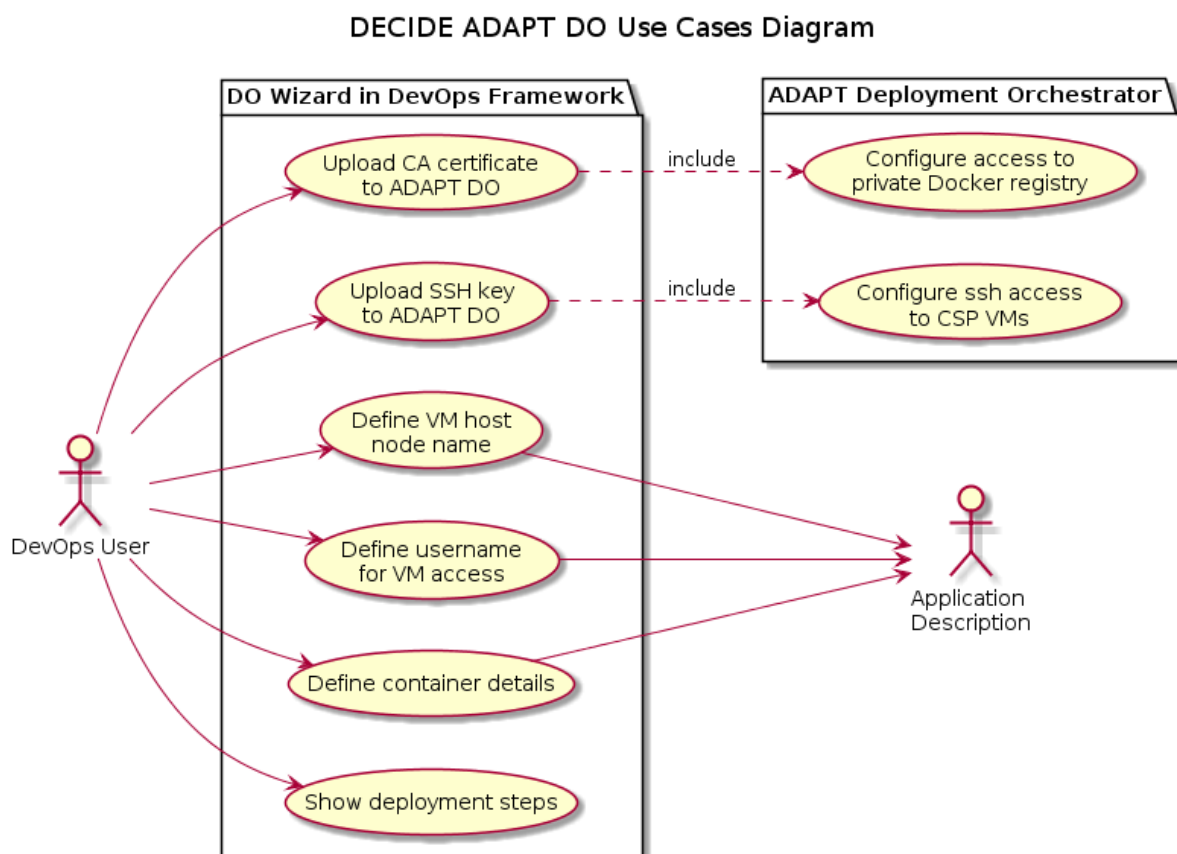 DECIDE ADAPT DO Use Cases Diagram
DO Wizard in DevOps Framework
ADAPT Deployment Orchestrator
Upload CA certificate
to ADAPT DO
include
Configure access to
private Docker registry
Upload SSH key
to ADAPT DO
include
Configure ssh access
to CSP VMs
Define VM host
node name
DevOps User
Define username
for VM access
Application
Description
Define container details
Show deployment steps